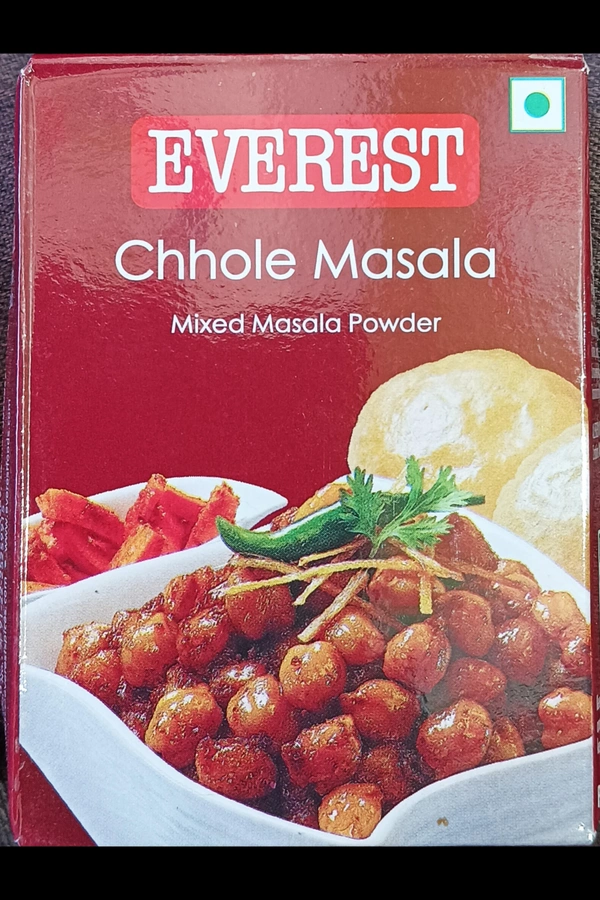 EVEREST
Chhole Masala
Mixed Masala Powder